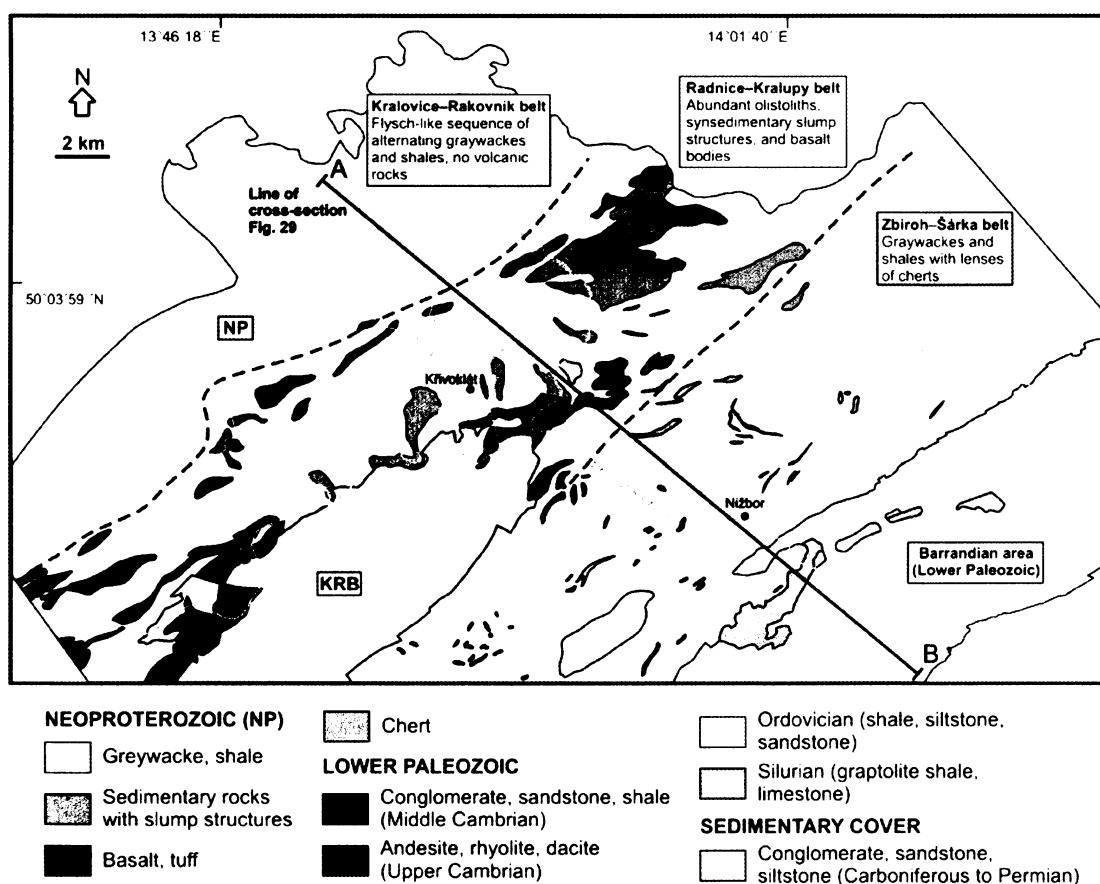 13°46'18''E
14°01'40''E
N
2 km
Kralovice–Rakovník belt
Flysch-like sequence of
alternating graywackes
and shales, no volcanic
rocks
Radnice–Kralupy belt
Abundant olistoliths,
synsedimentary slump
structures, and basalt
bodies
A
Line of
cross-section
Fig. 29
Zbiroh–Šárka belt
Graywackes and
shales with lenses
of cherts
50°03'59''N
NP
Křivoklát
Nižbor
Barrandian area
(Lower Paleozoic)
KRB
B
NEOPROTEROZOIC (NP)
Greywacke, shale
Sedimentary rocks
with slump structures
Basalt, tuff
Chert
LOWER PALEOZOIC
Conglomerate, sandstone, shale
(Middle Cambrian)
Andesite, rhyolite, dacite
(Upper Cambrian)
Ordovician (shale, siltstone,
sandstone)
Silurian (graptolite shale,
limestone)
SEDIMENTARY COVER
Conglomerate, sandstone,
siltstone (Carboniferous to Permian)